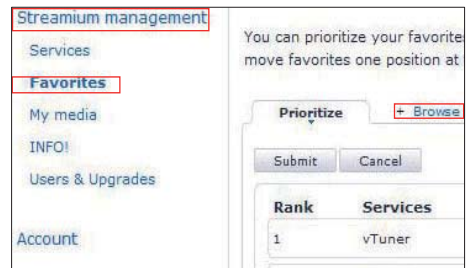 Streamium management
Services
Favorites
My media
INFO!
Users & Upgrades
Account
You can prioritize your favorites
move favorites one position at
Prioritize
+ Browse
Submit
Cancel
Rank Services
1 vTuner